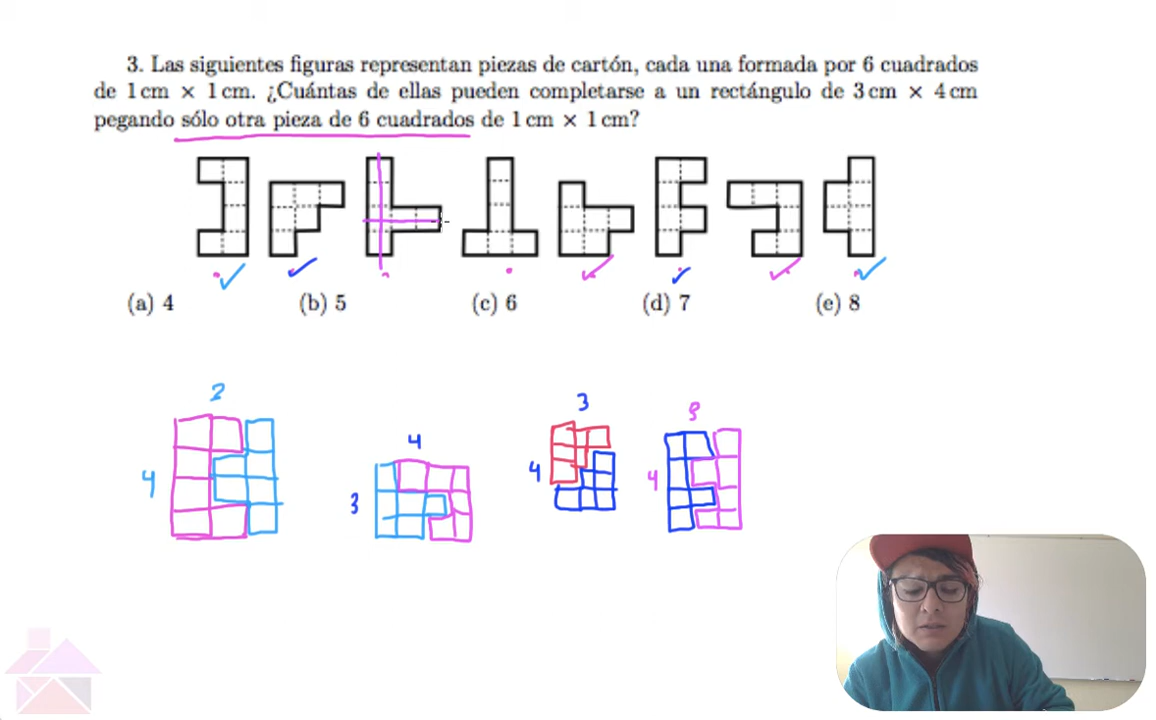 3. Las siguientes figuras representan piezas de cartón, cada una formada por 6 cuadrados
de 1 cm × 1 cm. ¿Cuántas de ellas pueden completarse a un rectángulo de 3 cm × 4 cm
pegando sólo otra pieza de 6 cuadrados de 1 cm × 1 cm?
(a) 4 (b) 5 (c) 6 (d) 7 (e) 8
2
4
4
3
3
4
4